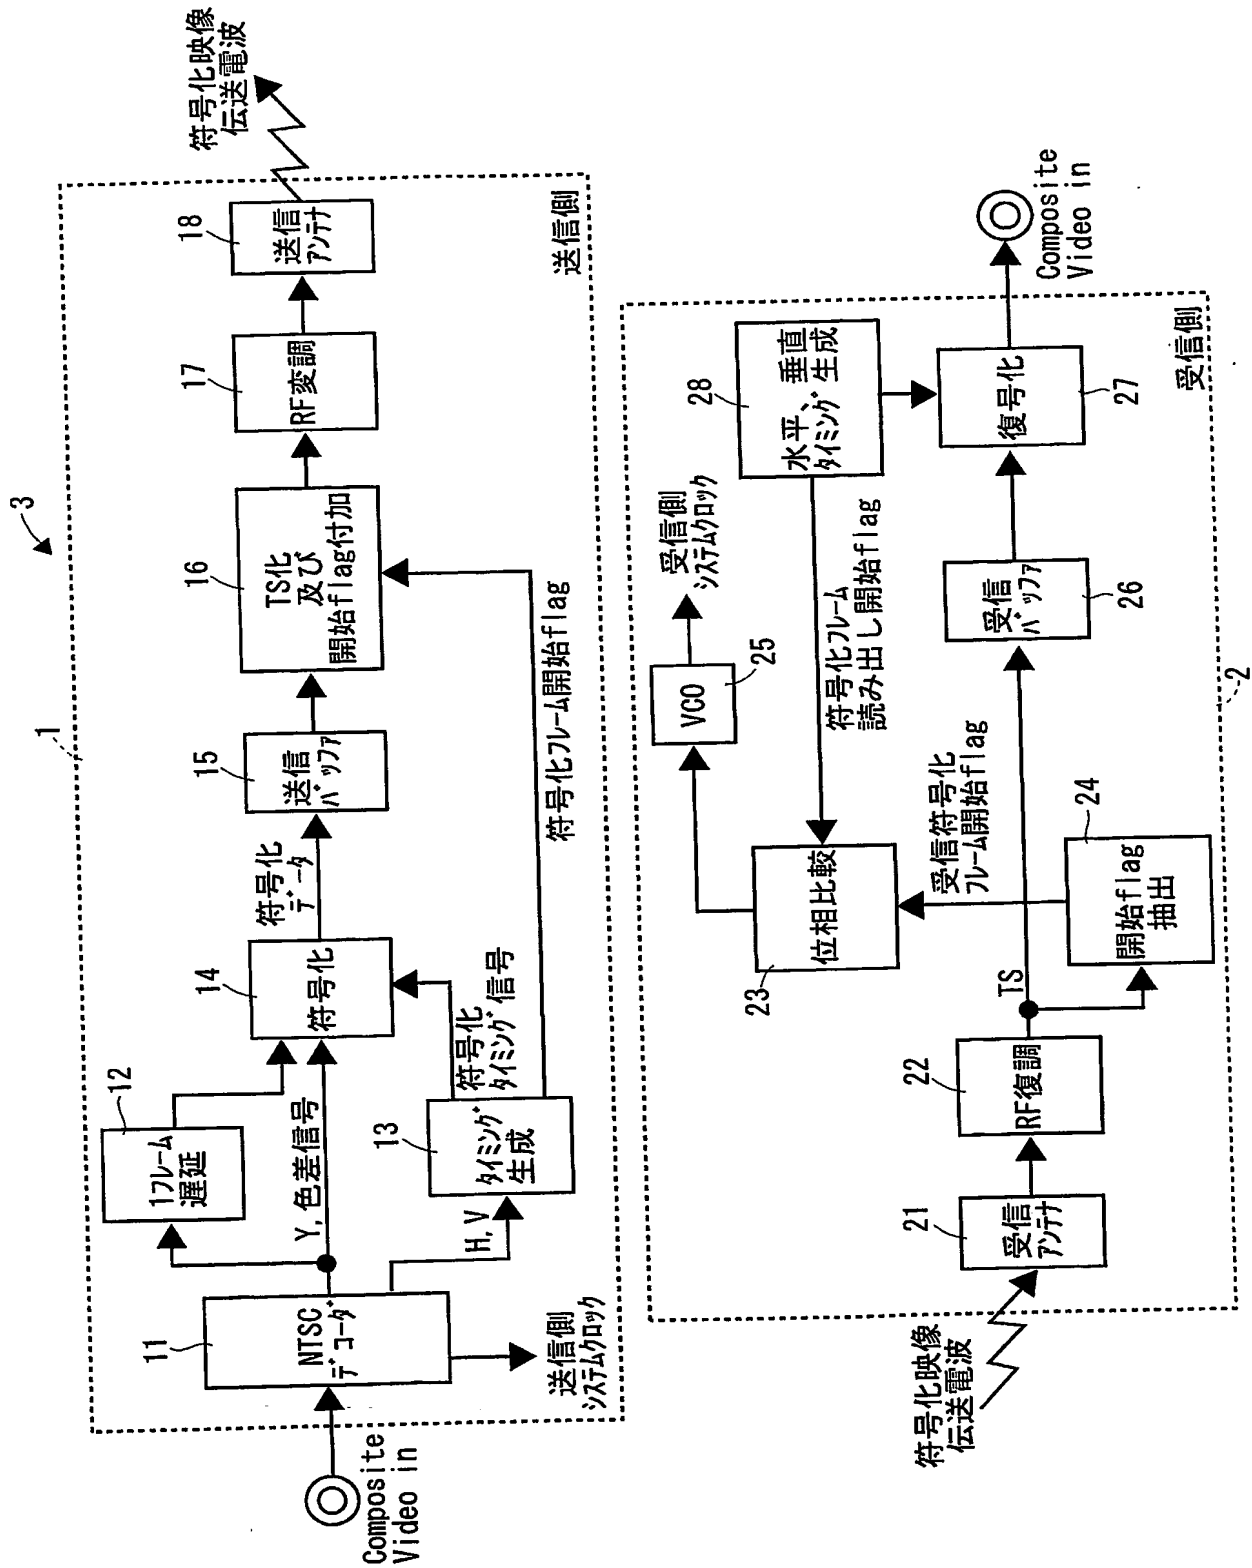 3
1
Composite
Video in
11
NTSC
デコーダ
送信側
システムクロック
12
1フレーム
遅延
Y,色差信号
H,V
13
タイミング
生成
符号化
タイミング信号
14
符号化
符号化
データ
15
送信
バッファ
16
TS化
及び
開始flag付加
符号化フレーム開始flag
17
RF変調
18
送信
アンテナ
送信側
符号化映像
伝送電波
符号化映像
伝送電波
21
受信
アンテナ
22
RF復調
TS
23
位相比較
24
開始flag
抽出
受信符号化
フレーム開始flag
VCO
25
受信側
システムクロック
符号化フレーム
読み出し開始flag
26
受信
バッファ
28
水平、垂直
タイミング生成
復号化
27
受信側
2
Composite
Video in